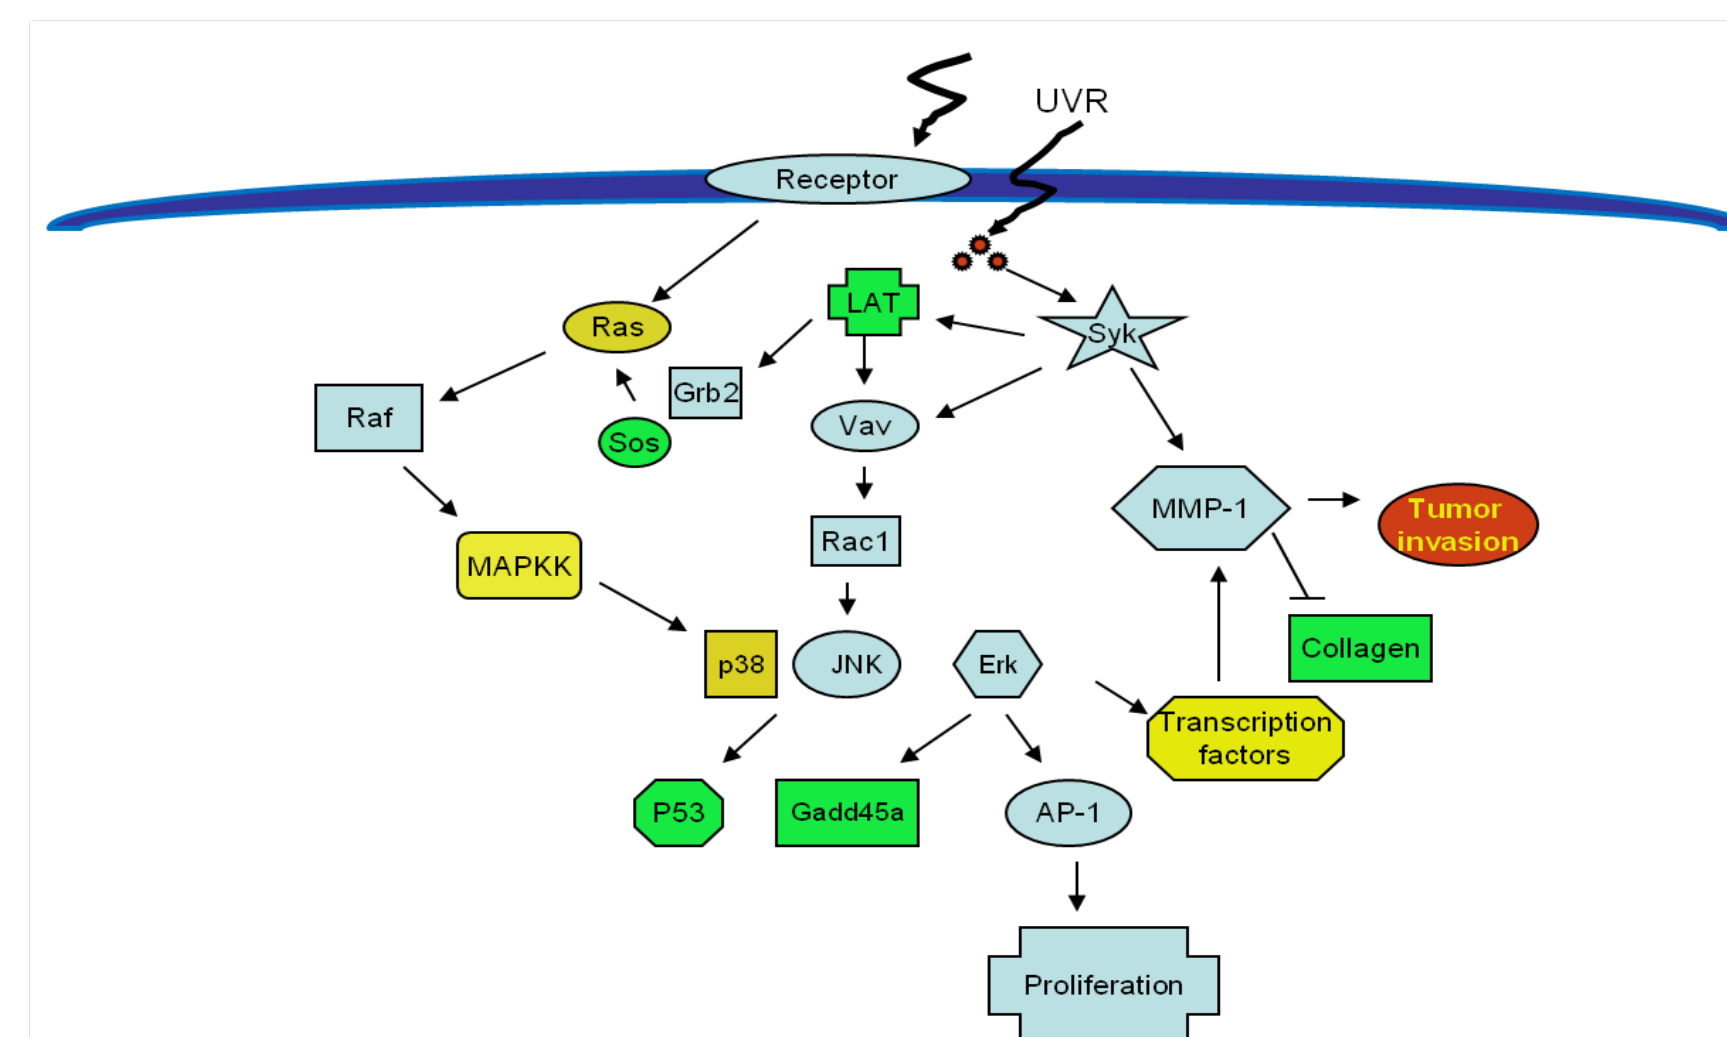 UVR
Receptor
LAT
Ras
Syk
Grb2
Raf
Vav
Sos
MMP-1
Tumor
invasion
Rac1
MAPKK
Collagen
p38
JNK
Erk
Transcription
factors
P53
Gadd45a
AP-1
Proliferation